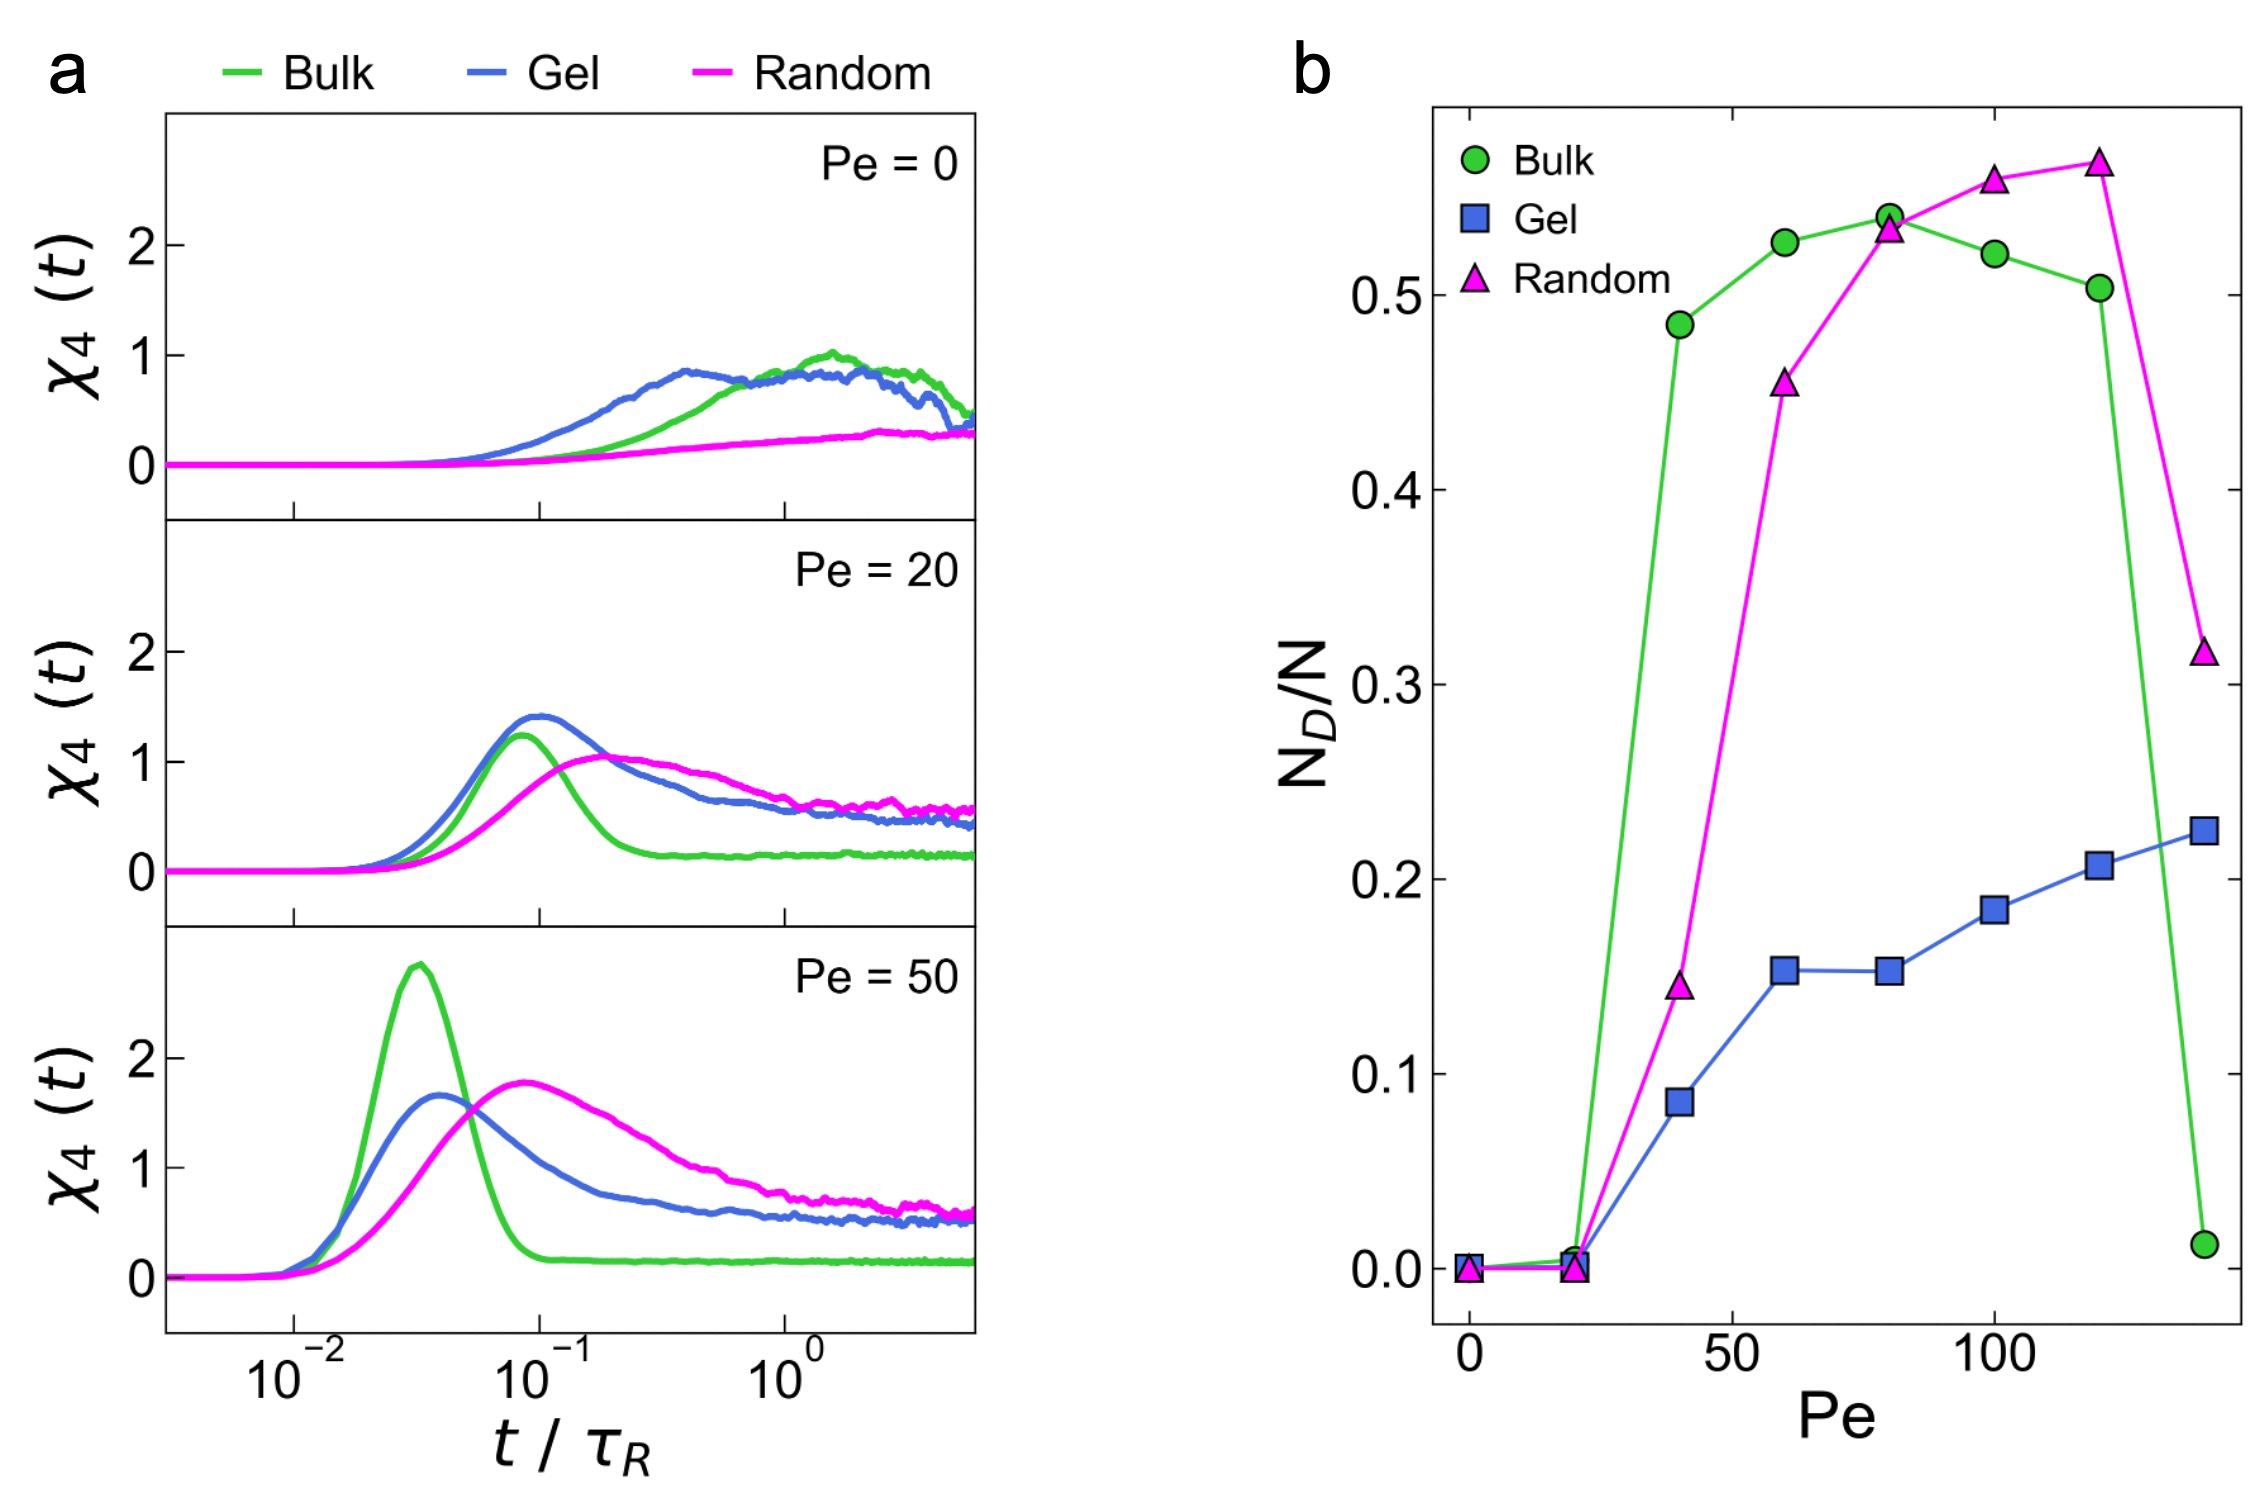 a
Bulk Gel Random
Pe = 0
χ4 (t)
2
1
0
Pe = 20
χ4 (t)
2
1
0
Pe = 50
χ4 (t)
2
1
0
10−2 10−1 100
t / τR
b
Bulk
Gel
Random
ND/N
0.5
0.4
0.3
0.2
0.1
0.0
0 50 100
Pe